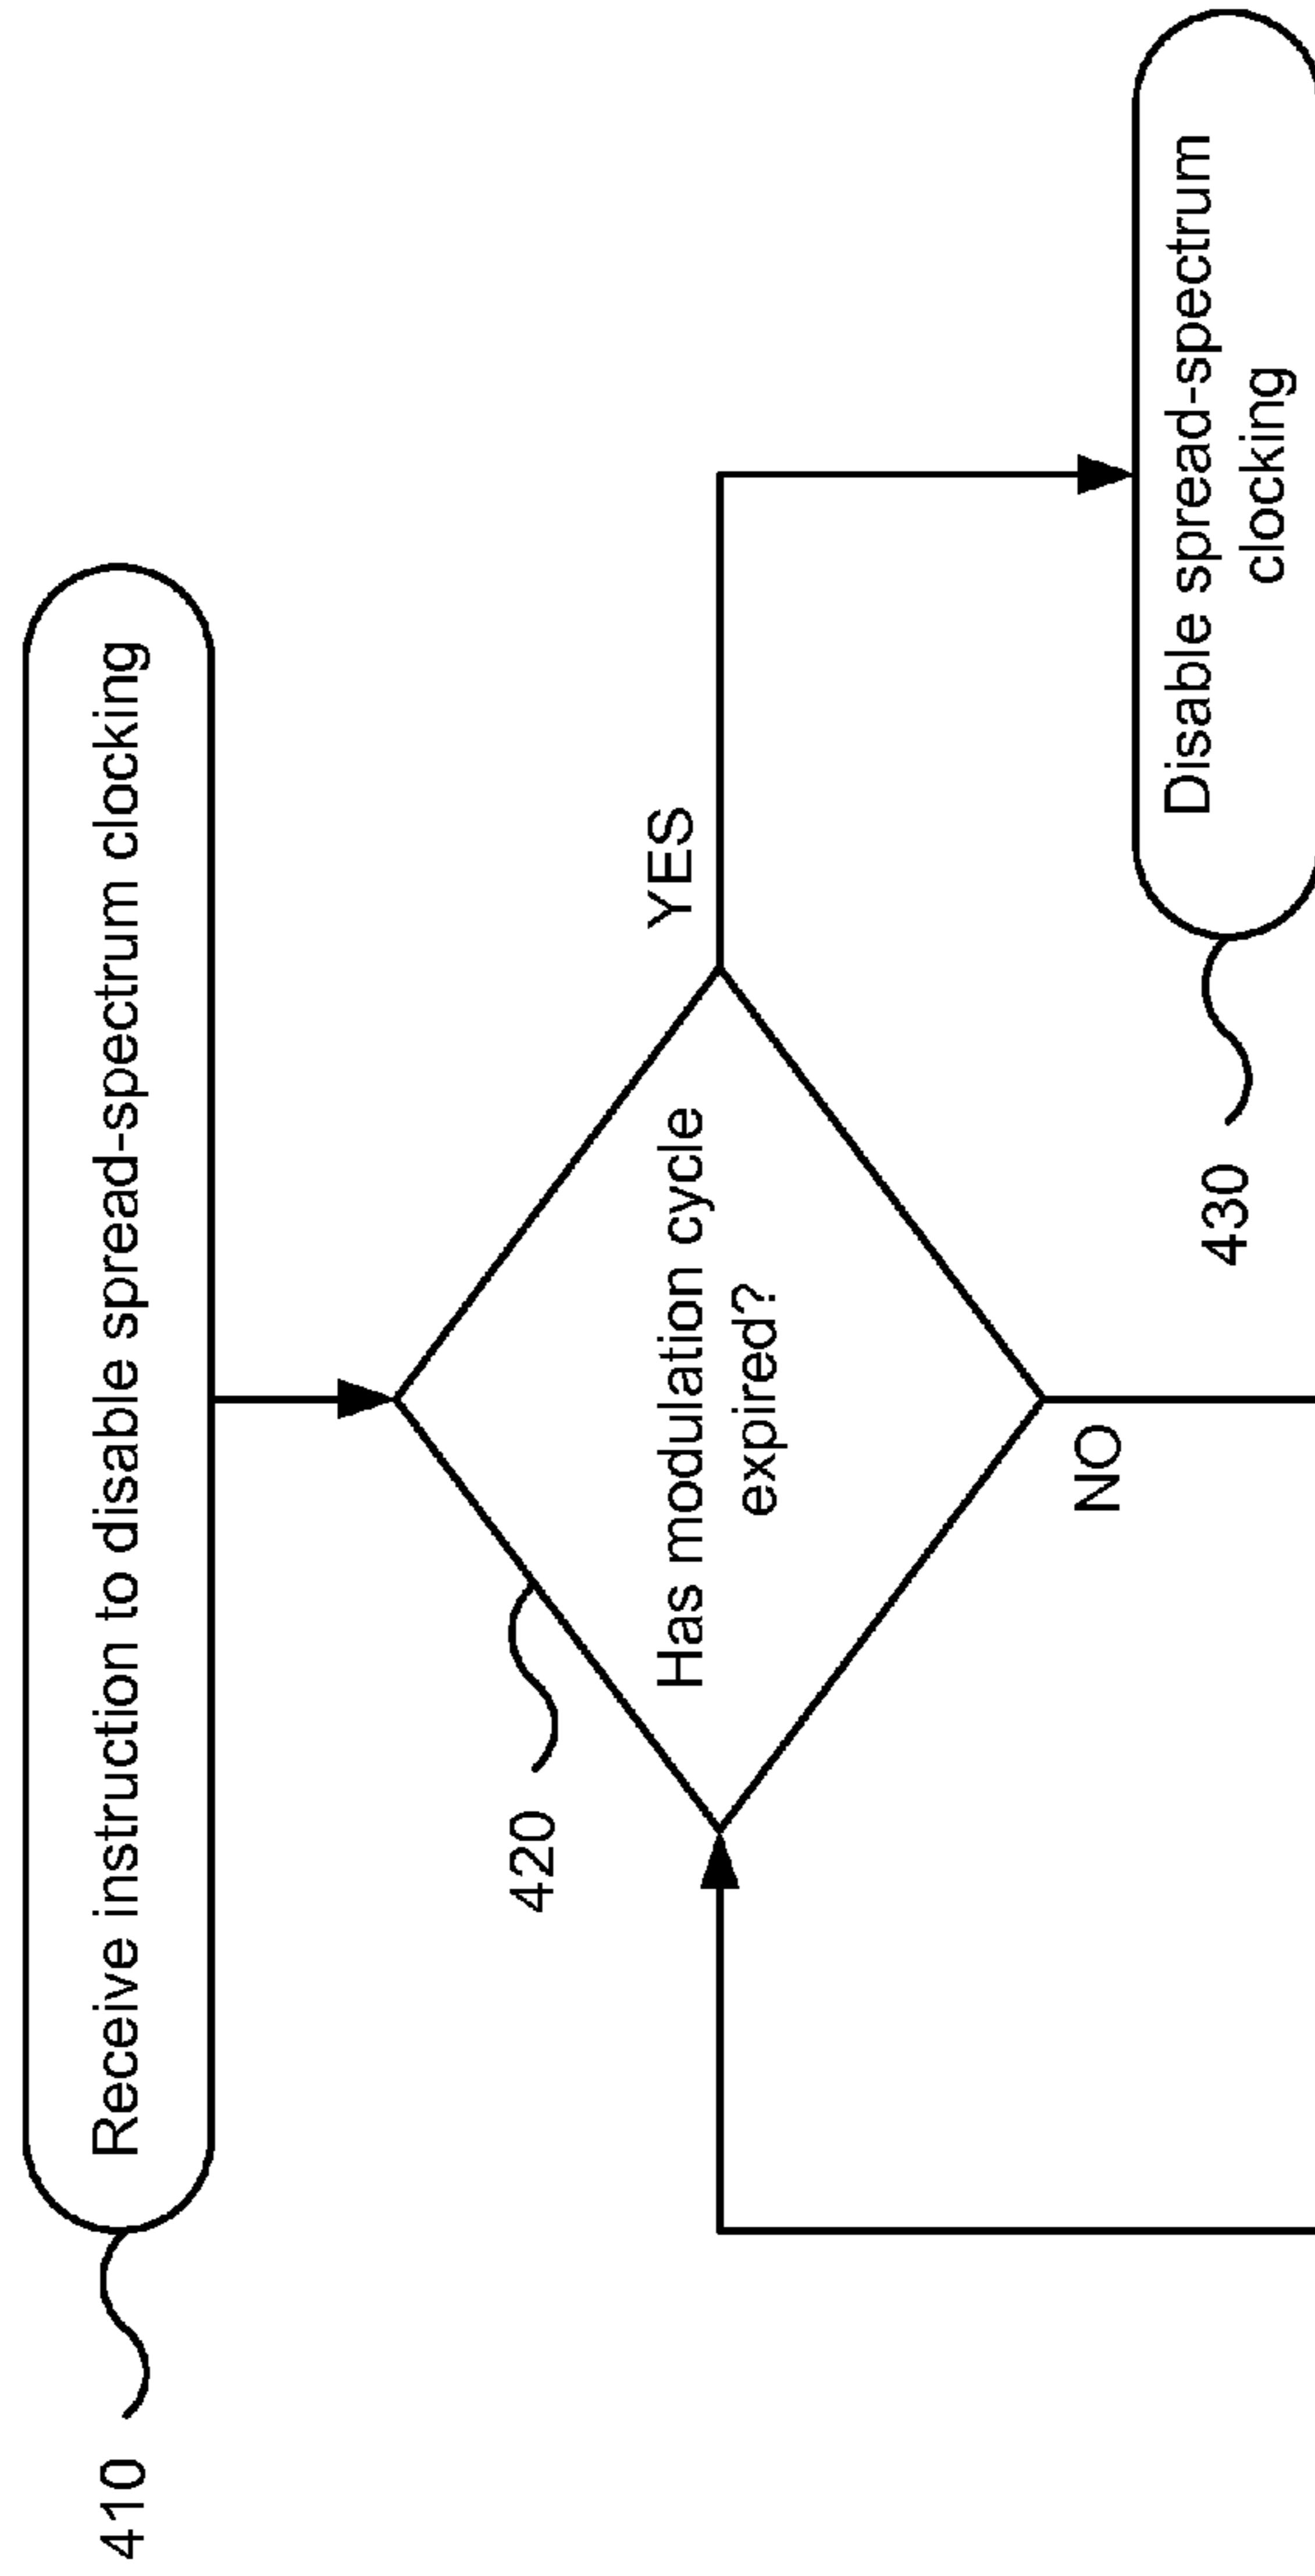 410
Receive instruction to disable spread-spectrum clocking
420
Has modulation cycle
expired?
YES
NO
430
Disable spread-spectrum
clocking